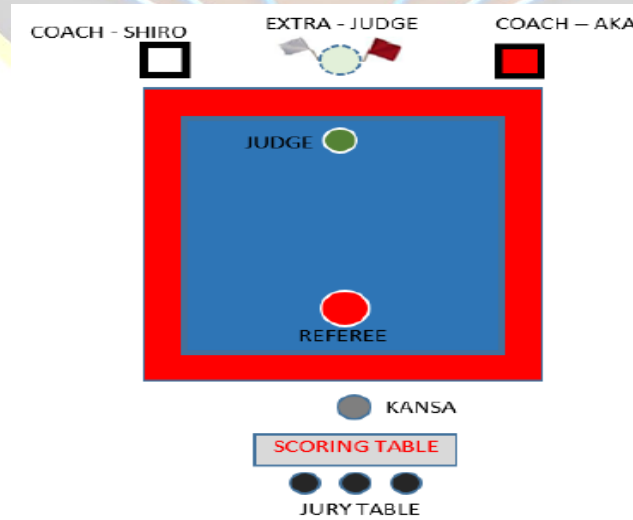 COACH - SHIRO
EXTRA - JUDGE
COACH – AKA
JUDGE
REFEREE
KANSA
SCORING TABLE
JURY TABLE